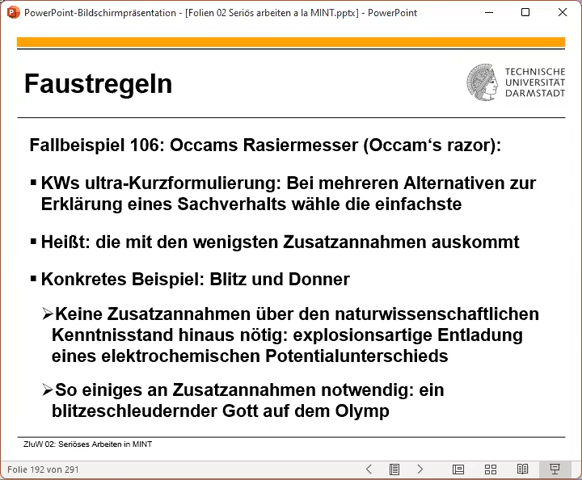 PowerPoint-Bildschirmpräsentation - [Folien 02 Seriös arbeiten a la MINT.pptx] - PowerPoint
Faustregeln
TECHNISCHE
UNIVERSITÄT
DARMSTADT
Fallbeispiel 106: Occams Rasiermesser (Occam‘s razor):
▪ KWs ultra-Kurzformulierung: Bei mehreren Alternativen zur
Erklärung eines Sachverhalts wähle die einfachste
▪ Heißt: die mit den wenigsten Zusatzannahmen auskommt
▪ Konkretes Beispiel: Blitz und Donner
➢Keine Zusatzannahmen über den naturwissenschaftlichen
Kenntnisstand hinaus nötig: explosionsartige Entladung
eines elektrochemischen Potentialunterschieds
➢So einiges an Zusatzannahmen notwendig: ein
blitzeschleudernder Gott auf dem Olymp
ZIuW 02: Seriöses Arbeiten in MINT
Folie 192 von 291